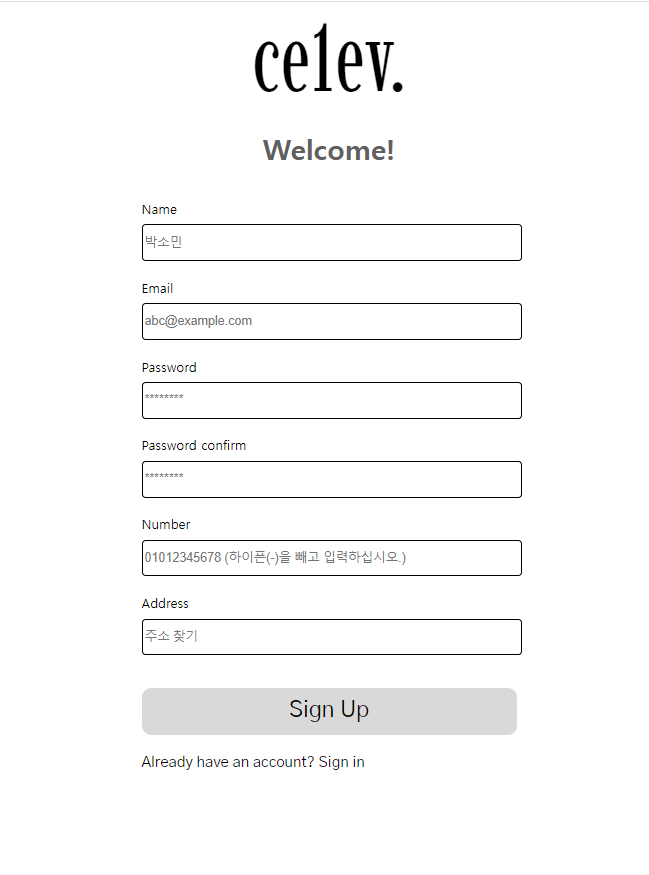 ce1ev.
Welcome!
Name
박소민
Email
abc@example.com
Password
********
Password confirm
********
Number
01012345678 (하이픈(-)을 빼고 입력하십시오.)
Address
주소 찾기
Sign Up
Already have an account? Sign in